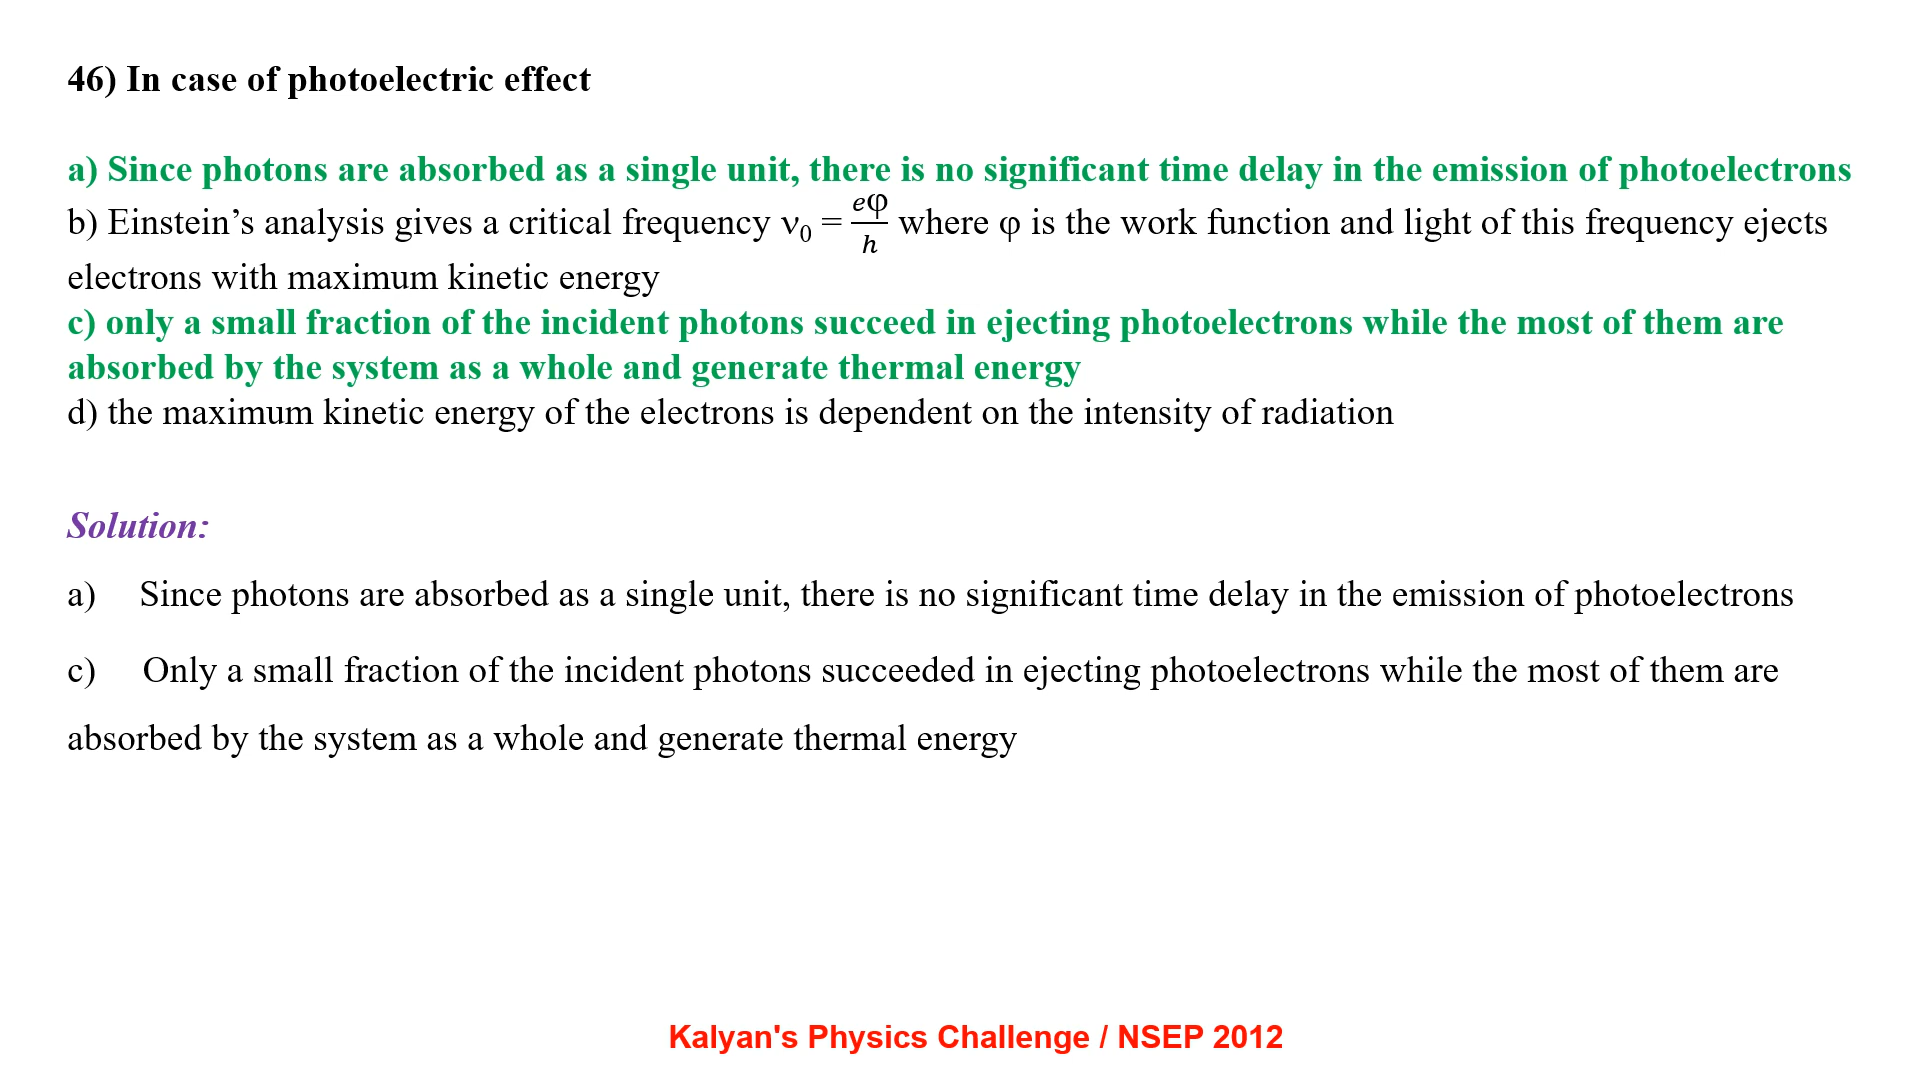 46) In case of photoelectric effect
a) Since photons are absorbed as a single unit, there is no significant time delay in the emission of photoelectrons
b) Einstein’s analysis gives a critical frequency ν₀ = eφ/h where φ is the work function and light of this frequency ejects
electrons with maximum kinetic energy
c) only a small fraction of the incident photons succeed in ejecting photoelectrons while the most of them are
absorbed by the system as a whole and generate thermal energy
d) the maximum kinetic energy of the electrons is dependent on the intensity of radiation
Solution:
a) Since photons are absorbed as a single unit, there is no significant time delay in the emission of photoelectrons
c) Only a small fraction of the incident photons succeeded in ejecting photoelectrons while the most of them are
absorbed by the system as a whole and generate thermal energy
Kalyan's Physics Challenge / NSEP 2012